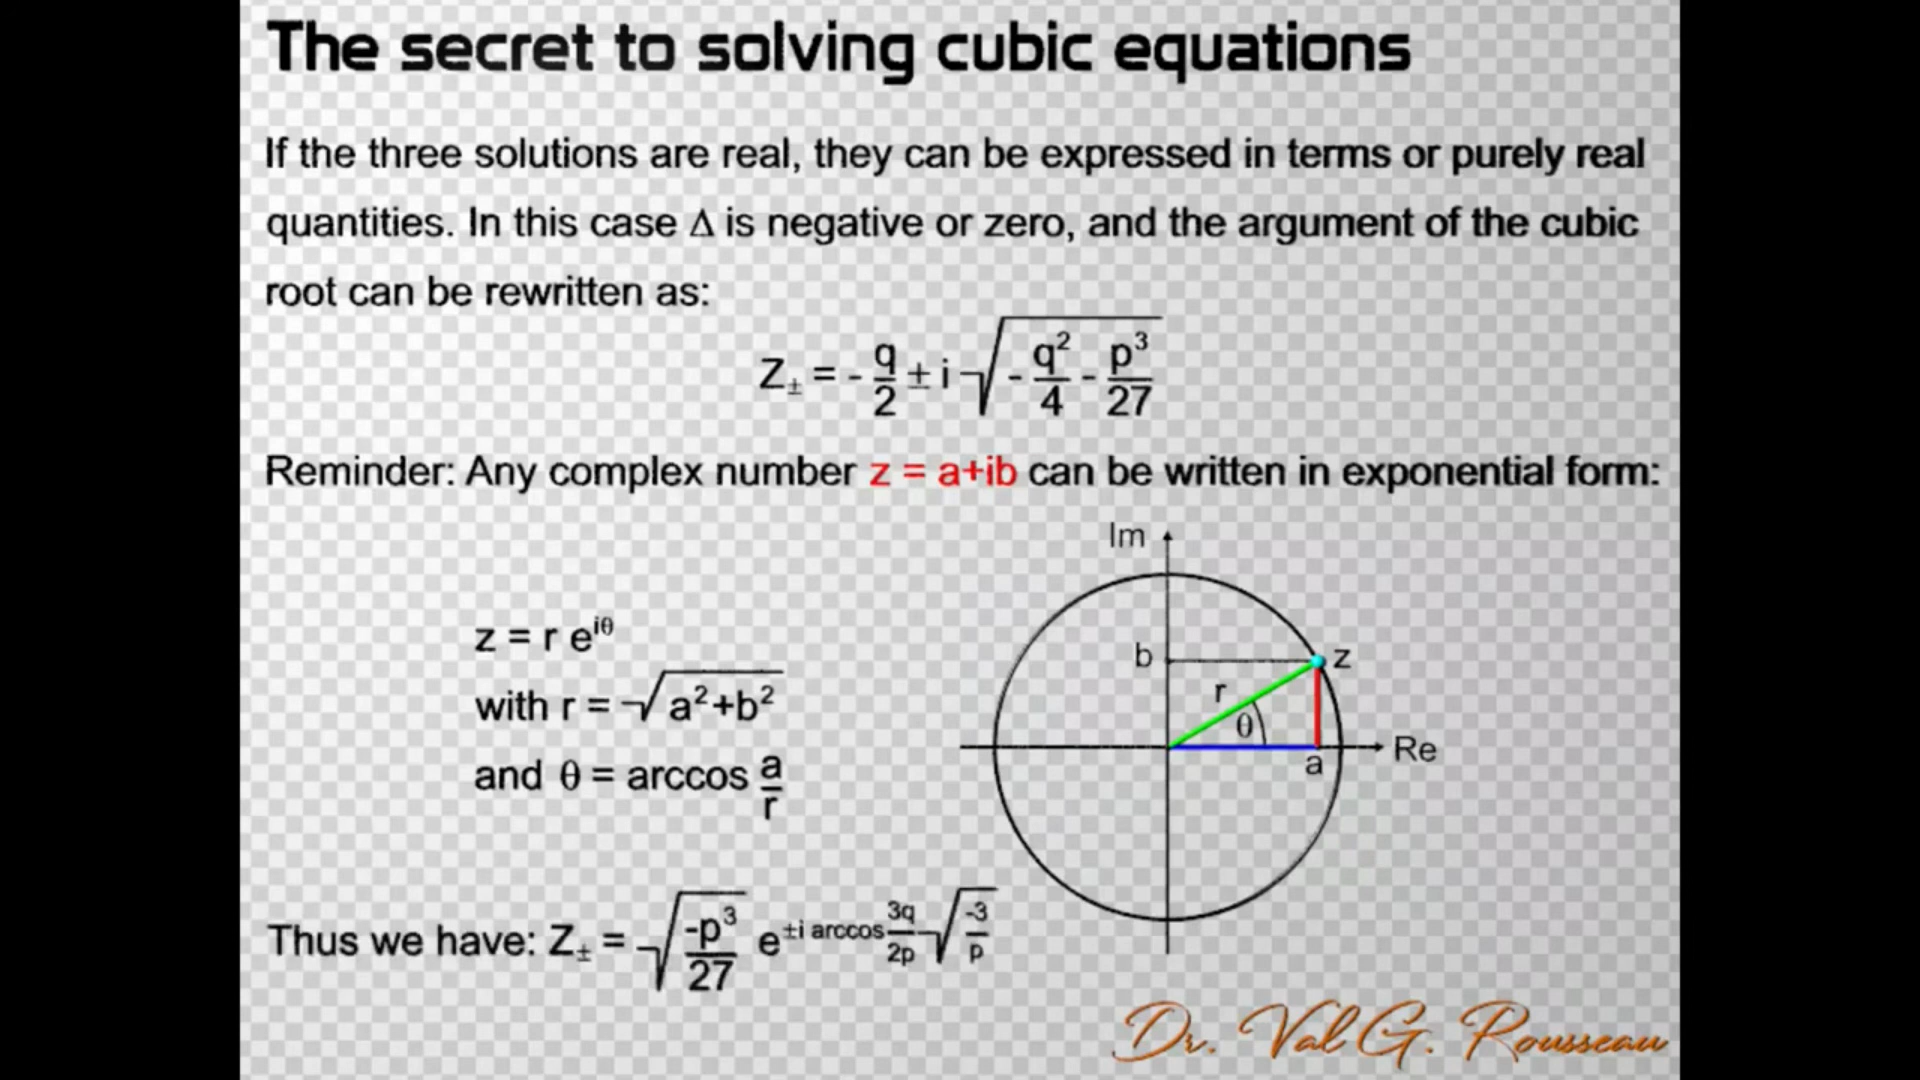 The secret to solving cubic equations
If the three solutions are real, they can be expressed in terms or purely real
quantities. In this case Δ is negative or zero, and the argument of the cubic
root can be rewritten as:
Z± = - q/2 ± i √(- q²/4 - p³/27)
Reminder: Any complex number z = a+ib can be written in exponential form:
Im
z = r e^iθ
b
z
with r = √(a²+b²)
r
θ
Re
and θ = arccos a/r
a
Thus we have: Z± = √(-p³/27) e^(±i arccos 3q/2p √(-3/p))
Dr. Val G. Rousseau